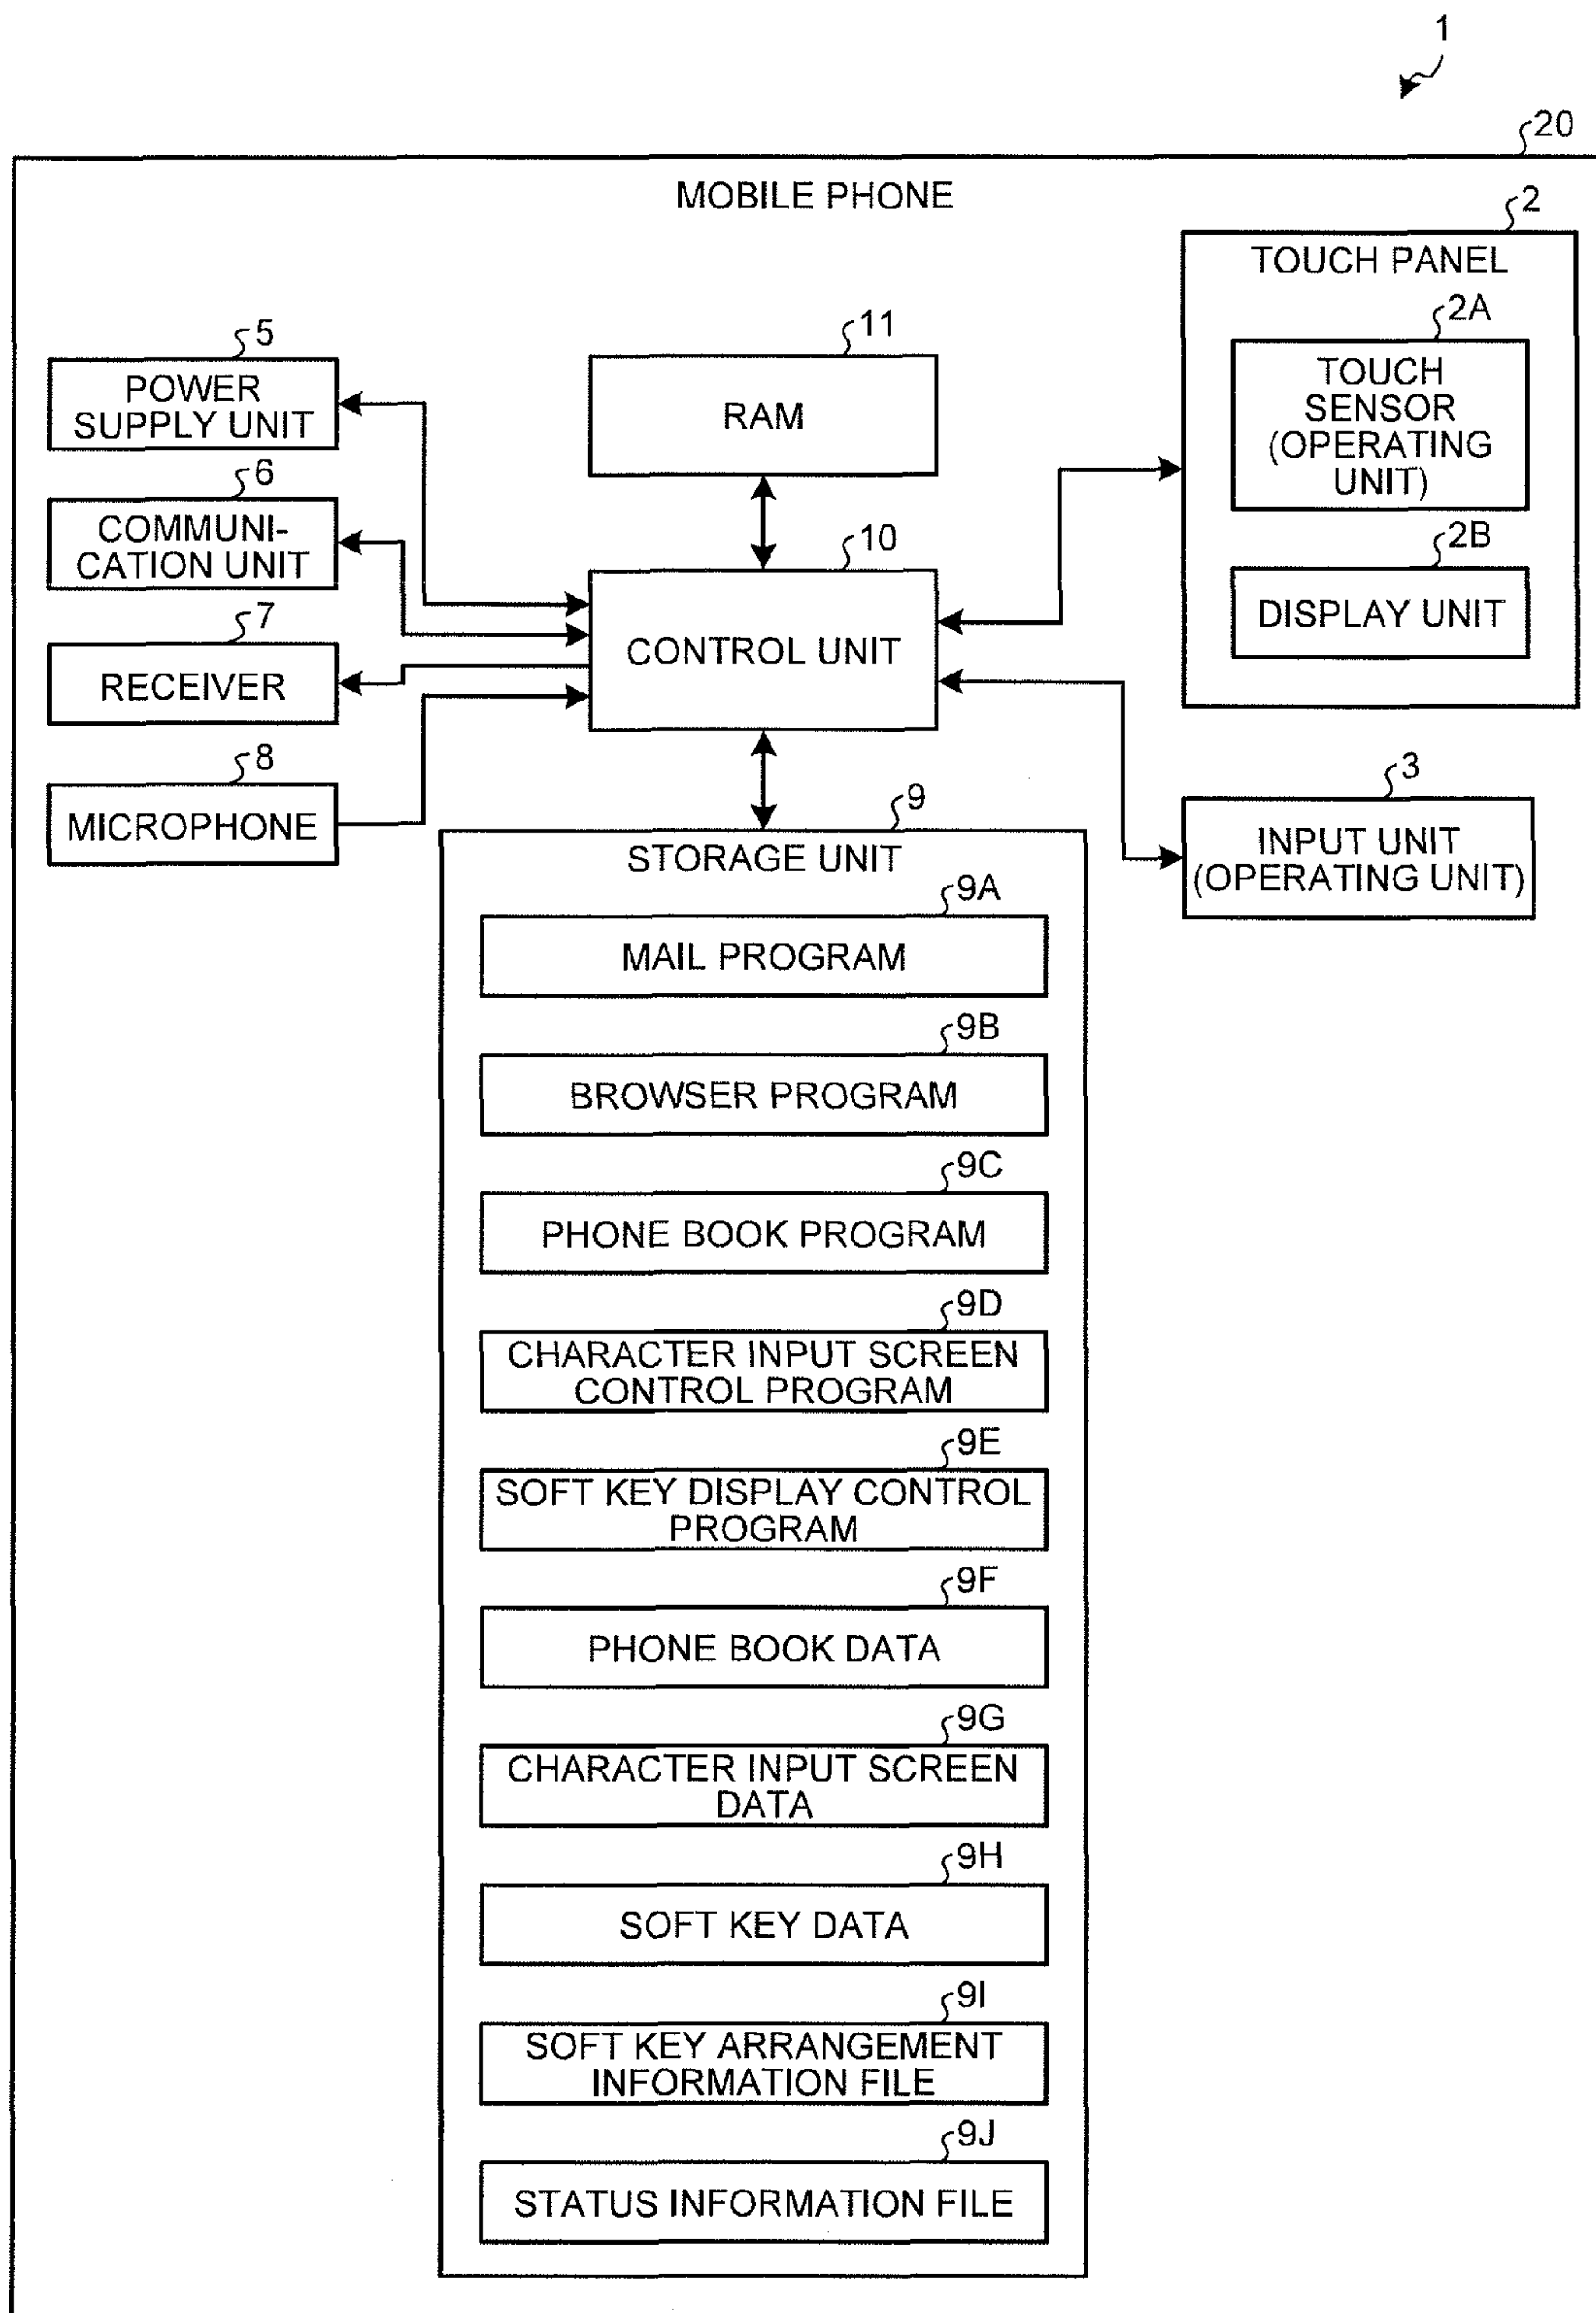 1
20
MOBILE PHONE
2
TOUCH PANEL
2A
TOUCH
SENSOR
(OPERATING
UNIT)
2B
DISPLAY UNIT
5
POWER
SUPPLY UNIT
11
RAM
6
COMMUNI-
CATION UNIT
10
CONTROL UNIT
7
RECEIVER
8
MICROPHONE
3
INPUT UNIT
(OPERATING UNIT)
9
STORAGE UNIT
9A
MAIL PROGRAM
9B
BROWSER PROGRAM
9C
PHONE BOOK PROGRAM
9D
CHARACTER INPUT SCREEN
CONTROL PROGRAM
9E
SOFT KEY DISPLAY CONTROL
PROGRAM
9F
PHONE BOOK DATA
9G
CHARACTER INPUT SCREEN
DATA
9H
SOFT KEY DATA
9I
SOFT KEY ARRANGEMENT
INFORMATION FILE
9J
STATUS INFORMATION FILE